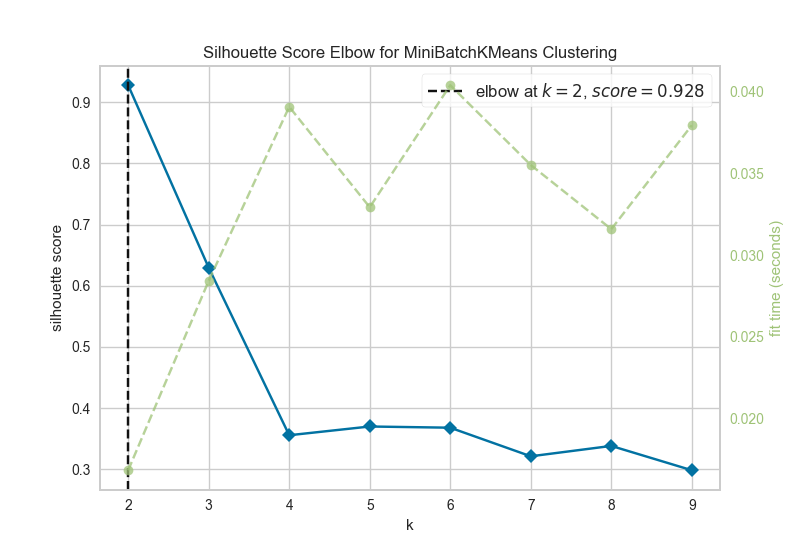 Silhouette Score Elbow for MiniBatchKMeans Clustering
elbow at k = 2, score = 0.928
silhouette score
0.9
0.8
0.7
0.6
0.5
0.4
0.3
0.040
0.035
0.030
0.025
0.020
fit time (seconds)
2 3 4 5 6 7 8 9
k